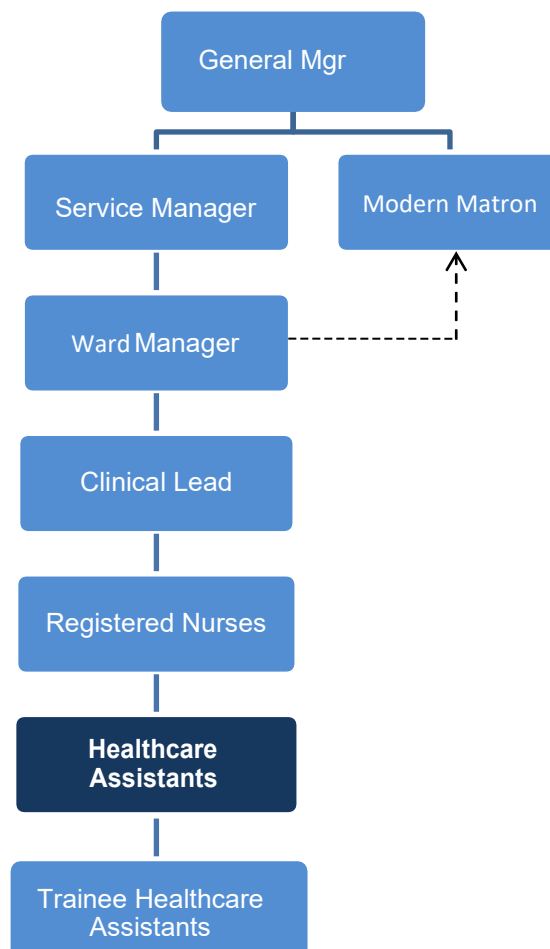 General Mgr
Service Manager
Modern Matron
Ward Manager
Clinical Lead
Registered Nurses
Healthcare
Assistants
Trainee Healthcare
Assistants